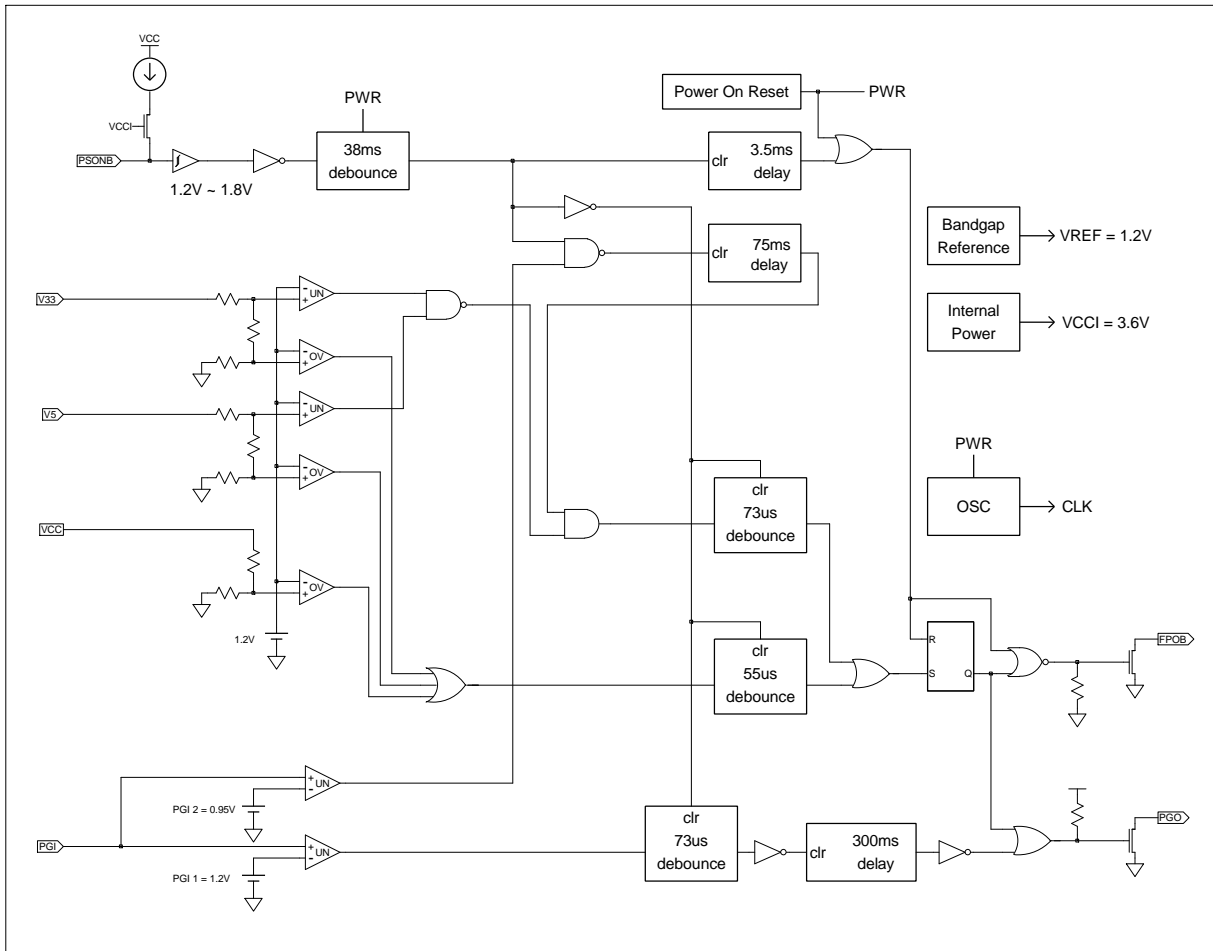 VCC
VCCI
PSONB
1.2V ~ 1.8V
PWR
38ms
debounce
Power On Reset
PWR
clr
3.5ms
delay
clr
75ms
delay
Bandgap
Reference
VREF = 1.2V
Internal
Power
VCCI = 3.6V
V33
-
+
UN
-
+
OV
V5
-
+
UN
-
+
OV
VCC
-
+
OV
1.2V
clr
73us
debounce
PWR
OSC
CLK
clr
55us
debounce
R
S
Q
FPOB
+
-
UN
PGI 2 = 0.95V
PGI
+
-
UN
PGI 1 = 1.2V
clr
73us
debounce
clr
300ms
delay
PGO